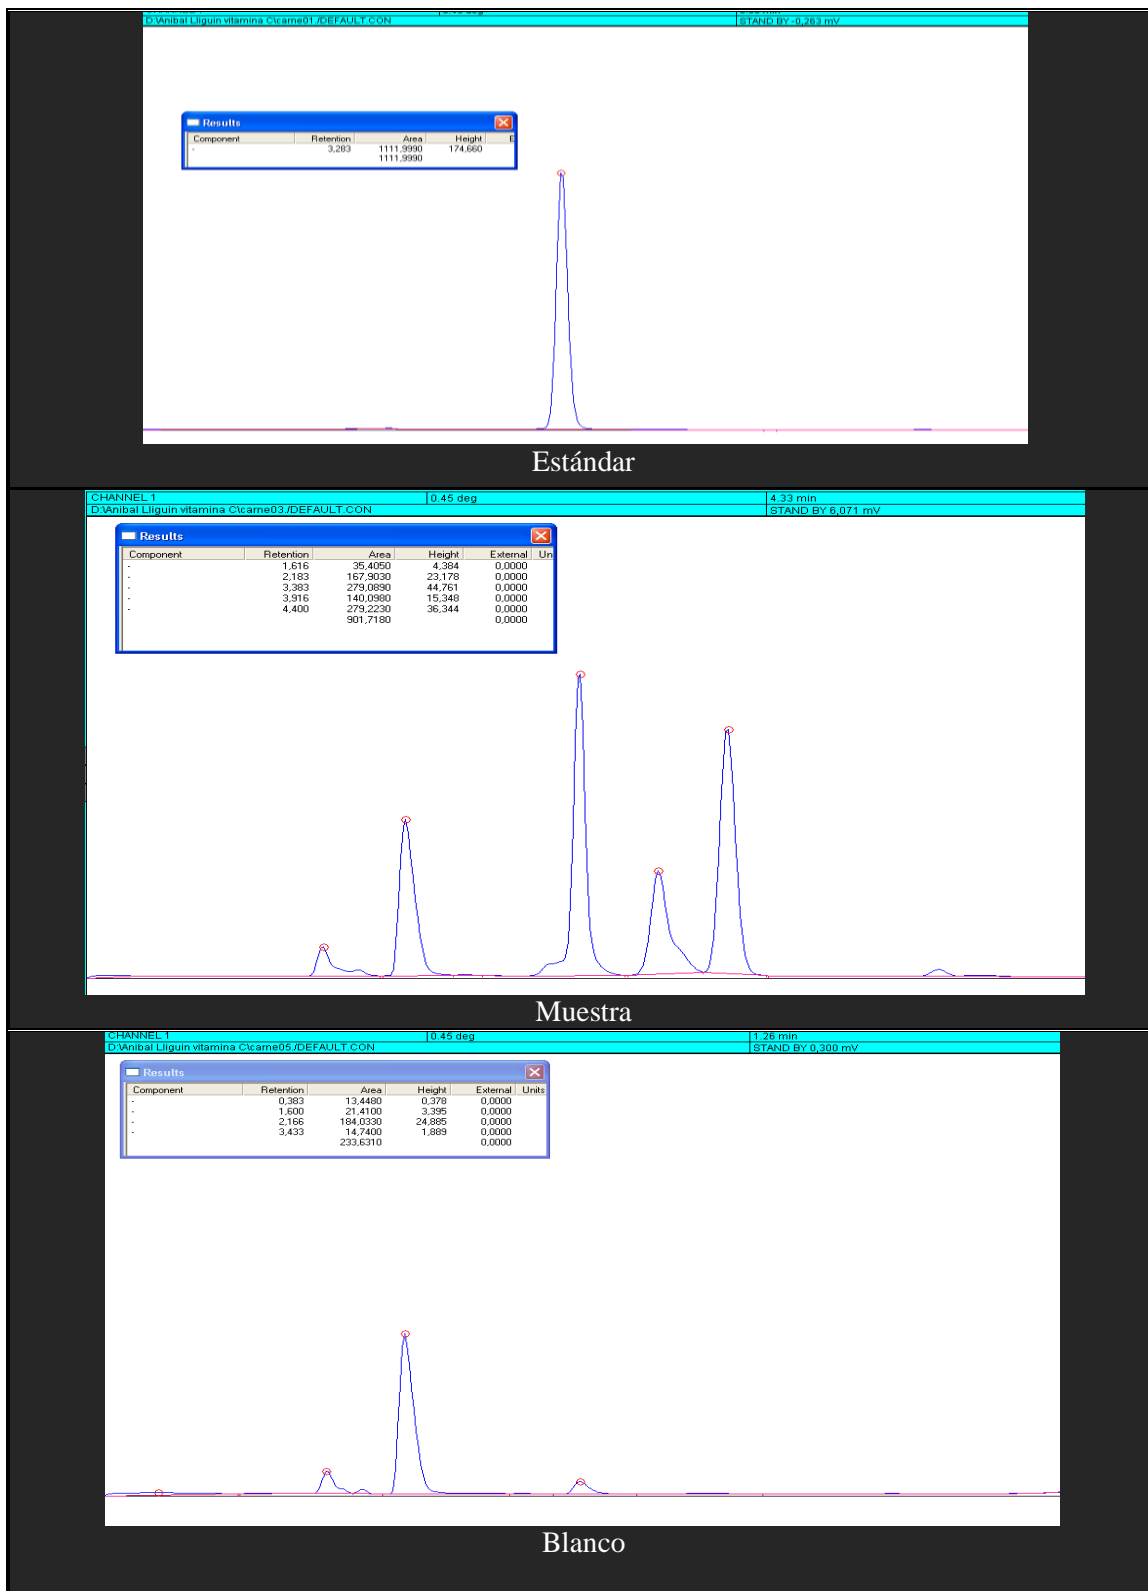 D:\Anibal Lliguin vitamina C\carne01./DEFAULT.CON STAND BY -0,263 mV
Results
Component Retention Area Height E
- 3,283 1111,9990 174,660
1111,9990
Estándar
CHANNEL 1 0.45 deg 4.33 min
D:\Anibal Lliguin vitamina C\carne03./DEFAULT.CON STAND BY 6,071 mV
Results
Component Retention Area Height External Un
- 1,616 35,4050 4,384 0,0000
- 2,183 167,9030 23,178 0,0000
- 3,383 279,0890 44,761 0,0000
- 3,916 140,0980 15,348 0,0000
- 4,400 279,2230 36,344 0,0000
901,7180 0,0000
Muestra
CHANNEL 1 0.45 deg 1.26 min
D:\Anibal Lliguin vitamina C\carne05./DEFAULT.CON STAND BY 0,300 mV
Results
Component Retention Area Height External Units
- 0,383 13,4480 0,378 0,0000
- 1,600 21,4100 3,395 0,0000
- 2,166 184,0330 24,885 0,0000
- 3,433 14,7400 1,889 0,0000
233,6310 0,0000
Blanco